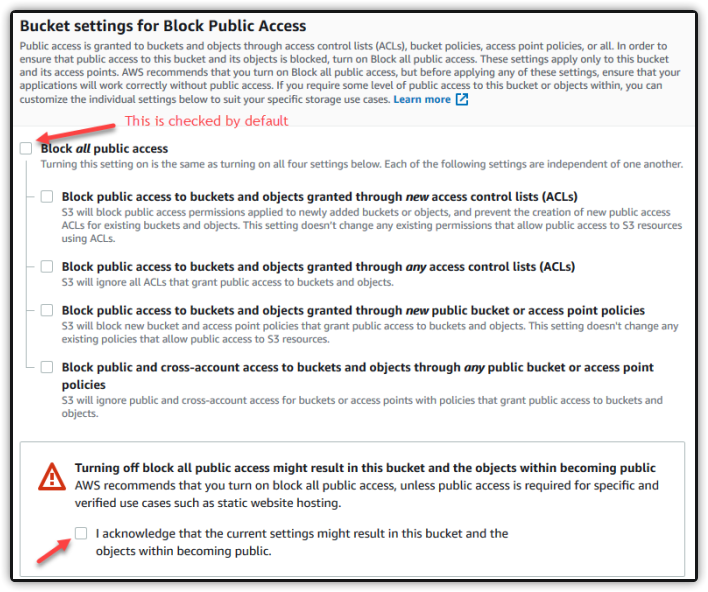 Bucket settings for Block Public Access
Public access is granted to buckets and objects through access control lists (ACLs), bucket policies, access point policies, or all. In order to
ensure that public access to this bucket and its objects is blocked, turn on Block all public access. These settings apply only to this bucket
and its access points. AWS recommends that you turn on Block all public access, but before applying any of these settings, ensure that your
applications will work correctly without public access. If you require some level of public access to this bucket or objects within, you can
customize the individual settings below to suit your specific storage use cases. Learn more
This is checked by default
Block all public access
Turning this setting on is the same as turning on all four settings below. Each of the following settings are independent of one another.
Block public access to buckets and objects granted through new access control lists (ACLs)
S3 will block public access permissions applied to newly added buckets or objects, and prevent the creation of new public access
ACLs for existing buckets and objects. This setting doesn't change any existing permissions that allow public access to S3 resources
using ACLs.
Block public access to buckets and objects granted through any access control lists (ACLs)
S3 will ignore all ACLs that grant public access to buckets and objects.
Block public access to buckets and objects granted through new public bucket or access point policies
S3 will block new bucket and access point policies that grant public access to buckets and objects. This setting doesn't change any
existing policies that allow public access to S3 resources.
Block public and cross-account access to buckets and objects through any public bucket or access point
policies
S3 will ignore public and cross-account access for buckets or access points with policies that grant public access to buckets and
objects.
Turning off block all public access might result in this bucket and the objects within becoming public
AWS recommends that you turn on block all public access, unless public access is required for specific and
verified use cases such as static website hosting.
I acknowledge that the current settings might result in this bucket and the
objects within becoming public.